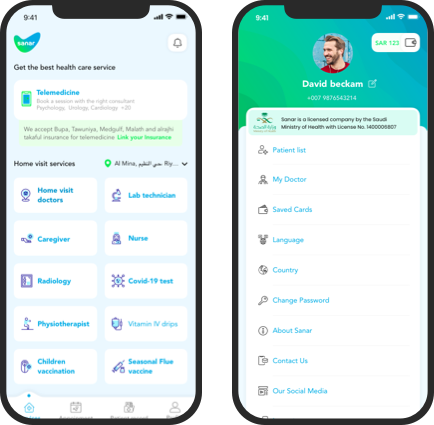 9:41
sanar
Get the best health care service
Telemedicine
Book a session with the right consultant
Psychology, Urology, Cardiology +20
We accept Bupa, Tawuniya, Medgulf, Malath and alrajhi
takaful insurance for telemedicine Link your Insurance
Home visit services
Al Mina, حي النظيم, Riy...
Home visit
doctors
Lab technician
Caregiver
Nurse
Radiology
Covid-19 test
Physiotherapist
Vitamin IV drips
Children
vaccination
Seasonal Flue
vaccine
9:41
SAR 123
David beckam
+007 9876543214
Sanar is a licensed company by the Saudi
Ministry of Health with License No. 1400006807
Patient list
My Doctor
Saved Cards
Language
Country
Change Password
About Sanar
Contact Us
Our Social Media